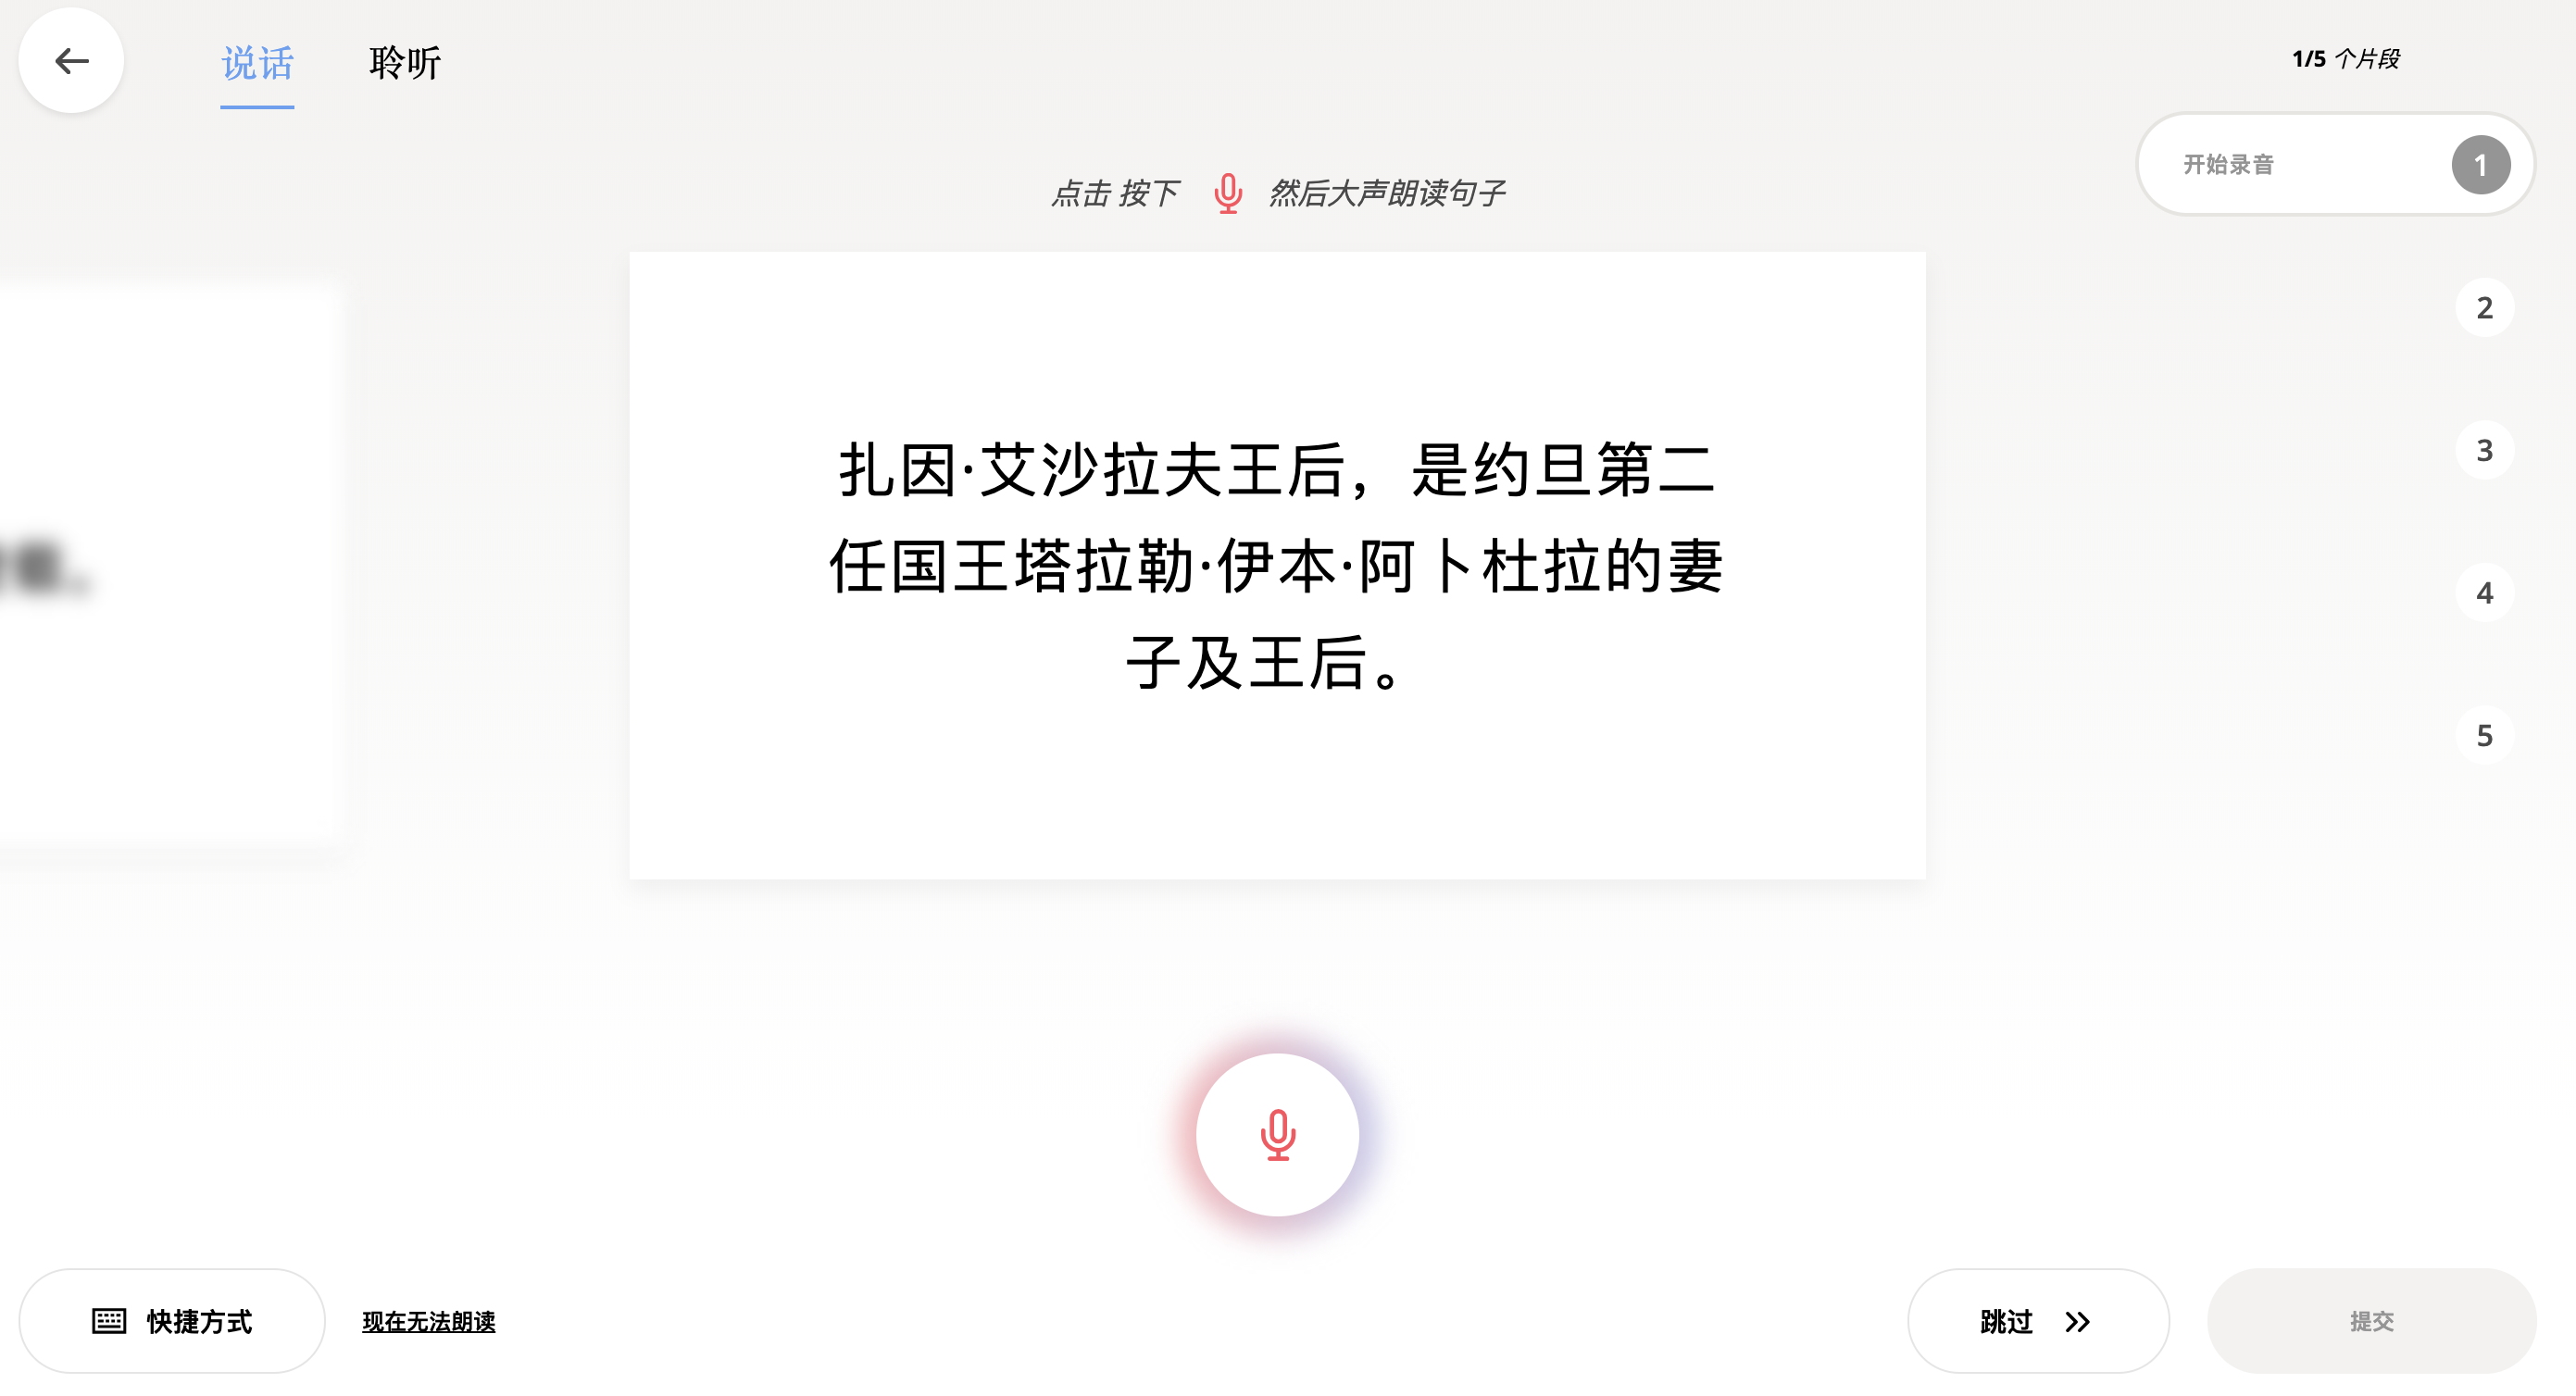 说话 聆听
1/5 个片段
开始录音 1
点击 按下 然后大声朗读句子
2
3
4
5
扎因·艾沙拉夫王后，是约旦第二
任国王塔拉勒·伊本·阿卜杜拉的妻
子及王后。
快捷方式 现在无法朗读 跳过 提交